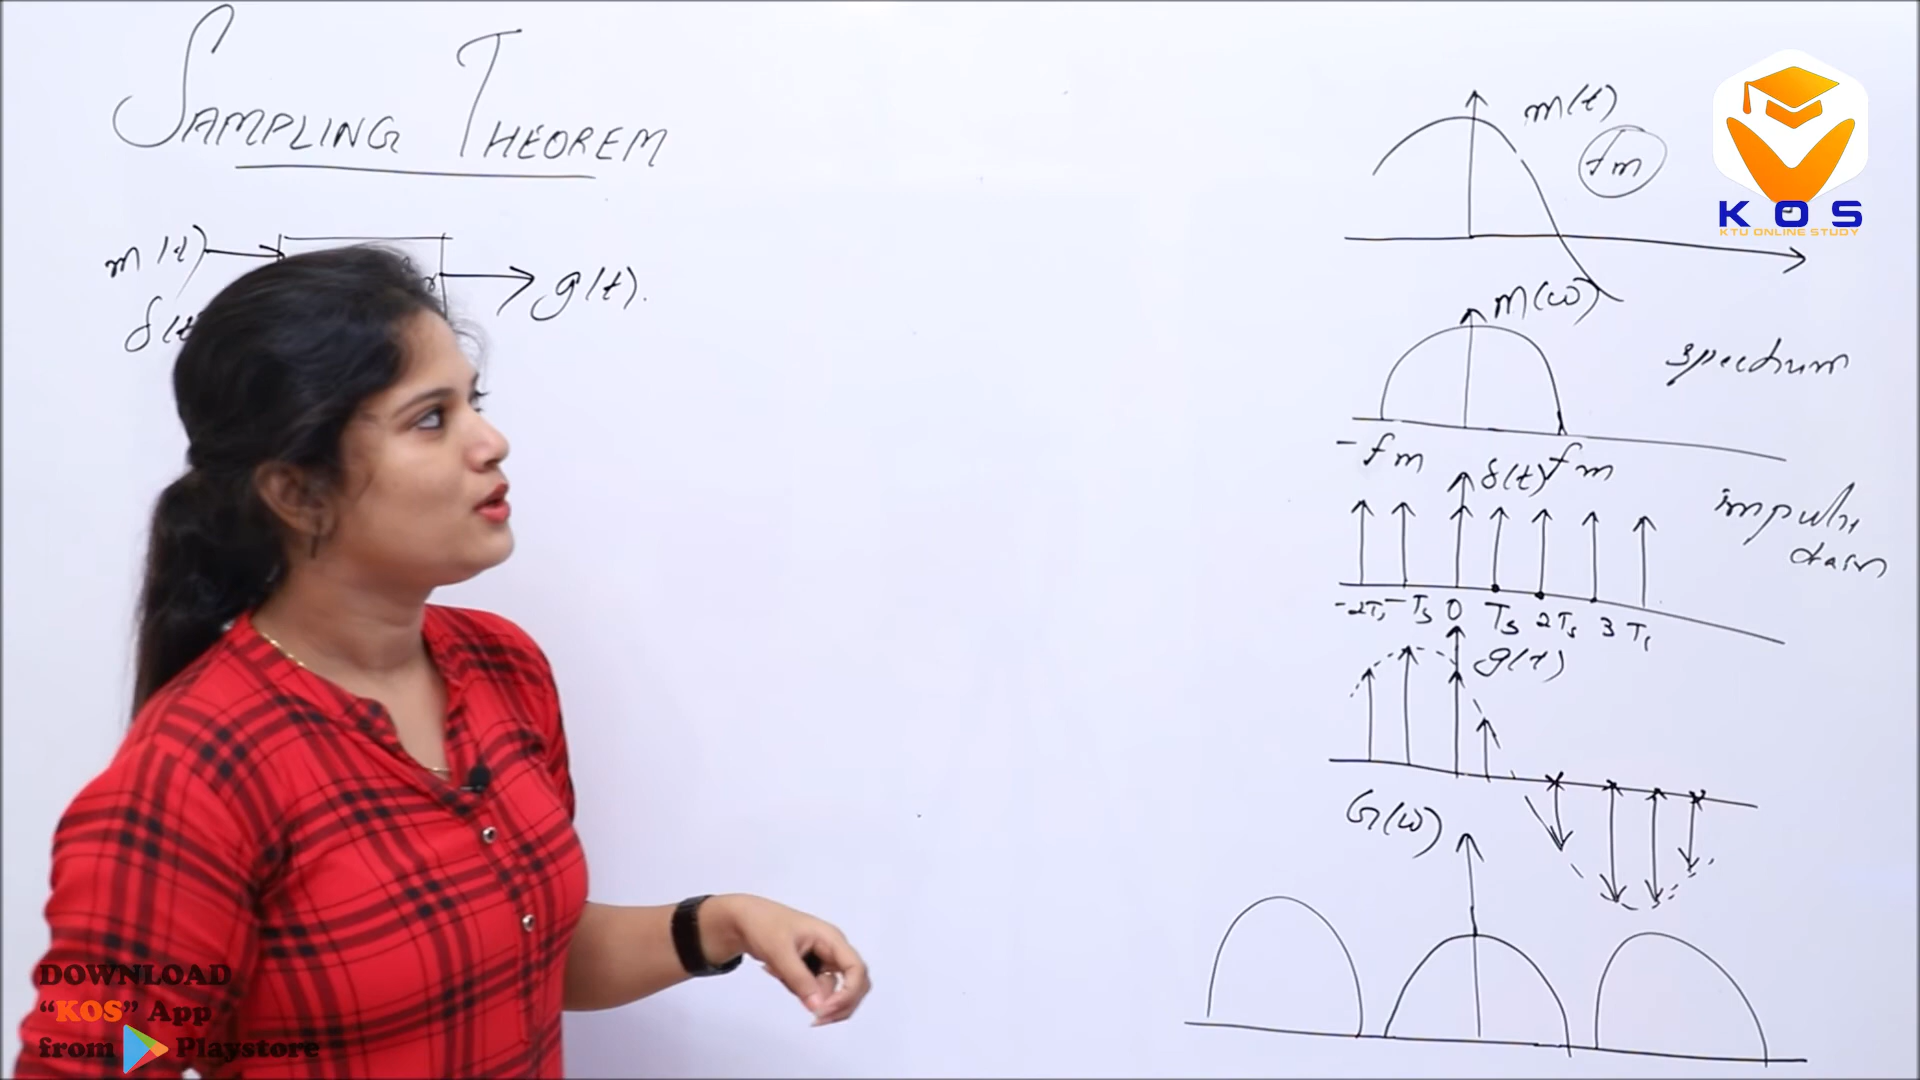 SAMPLING THEOREM
m(t)
g(t).
m(t)
fm
KOS
KTU ONLINE STUDY
M(ω)
spectrum
-fm
fm
δ(t)
impulse
train
-2Ts -Ts 0 Ts 2Ts 3Ts
g(t)
G(ω)
DOWNLOAD
"KOS" App
from Playstore